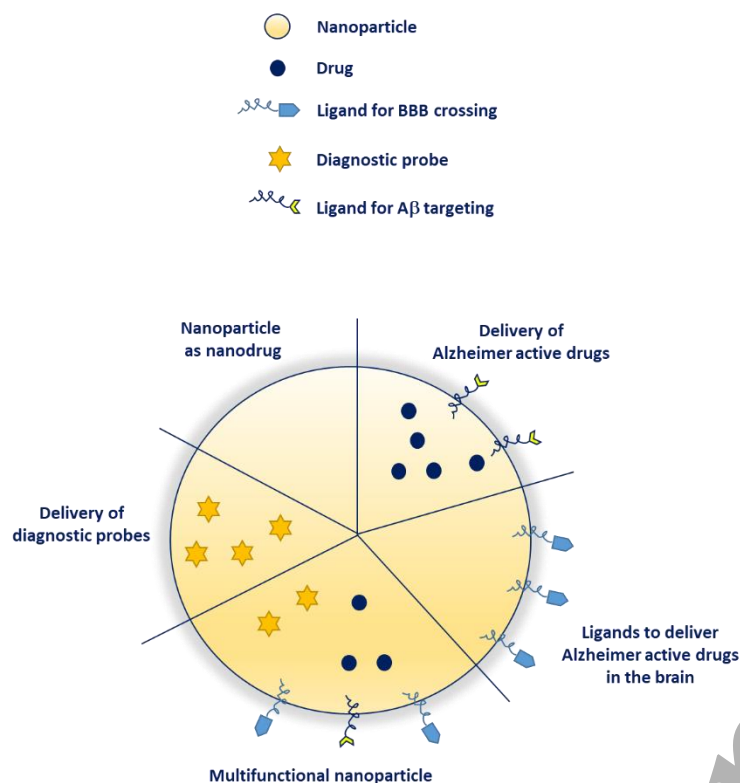 Nanoparticle
Drug
Ligand for BBB crossing
Diagnostic probe
Ligand for Aβ targeting
Nanoparticle
as nanodrug
Delivery of
Alzheimer active drugs
Delivery of
diagnostic probes
Ligands to deliver
Alzheimer active drugs
in the brain
Multifunctional nanoparticle